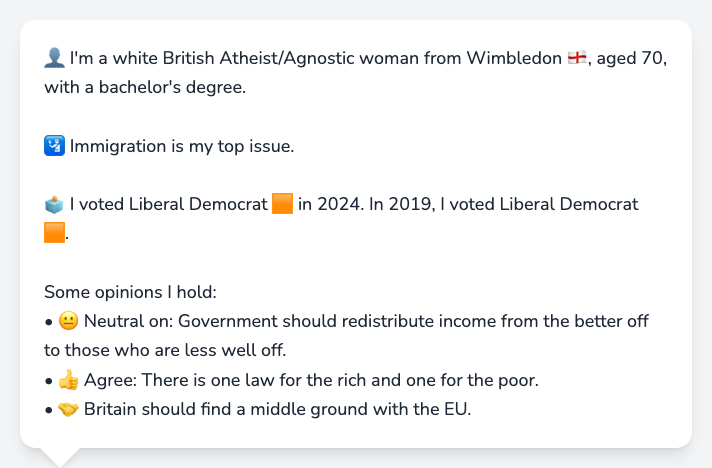 👤 I'm a white British Atheist/Agnostic woman from Wimbledon 🏴󠁧󠁢󠁥󠁮󠁧󠁿, aged 70,
with a bachelor's degree.
🛂 Immigration is my top issue.
🗳️ I voted Liberal Democrat 🟧 in 2024. In 2019, I voted Liberal Democrat
🟧.
Some opinions I hold:
• 😐 Neutral on: Government should redistribute income from the better off
to those who are less well off.
• 👍 Agree: There is one law for the rich and one for the poor.
• 🤝 Britain should find a middle ground with the EU.